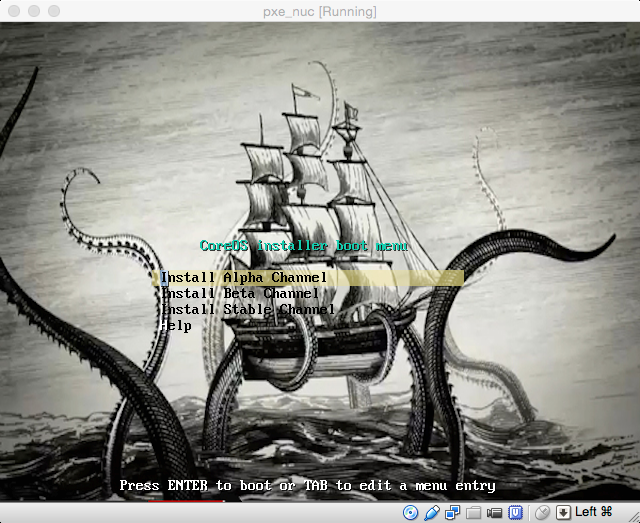 pxe_nuc [Running]
CoreOS installer boot menu
Install Alpha Channel
Install Beta Channel
Install Stable Channel
Help
Press ENTER to boot or TAB to edit a menu entry
Left ⌘